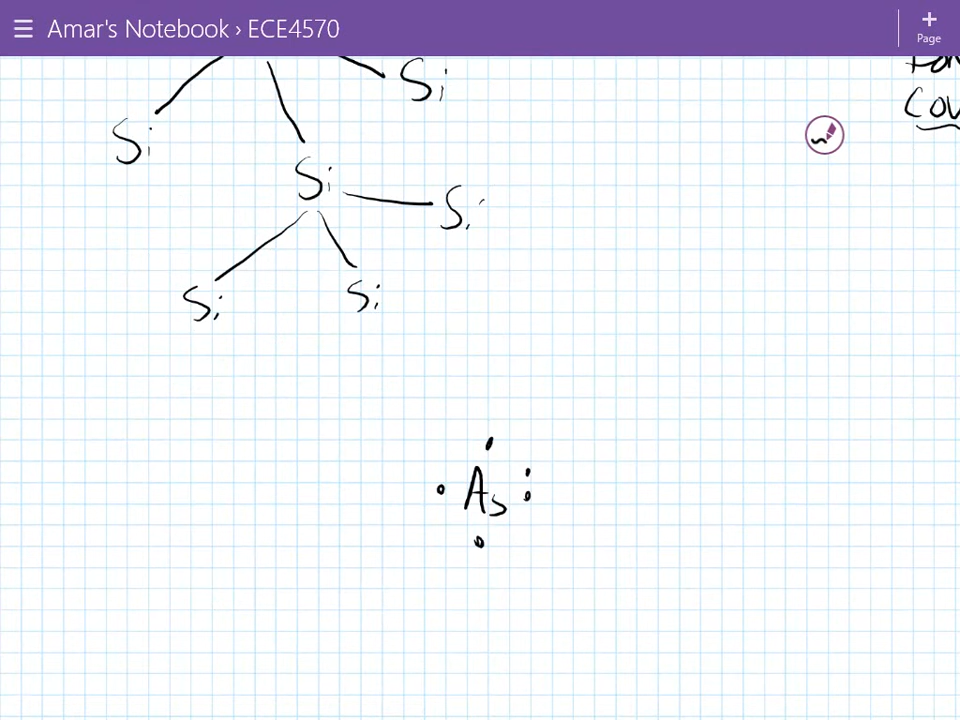 ☰ Amar's Notebook › ECE4570
+
Page
Si
Si
Si
Si
Si
Si
As